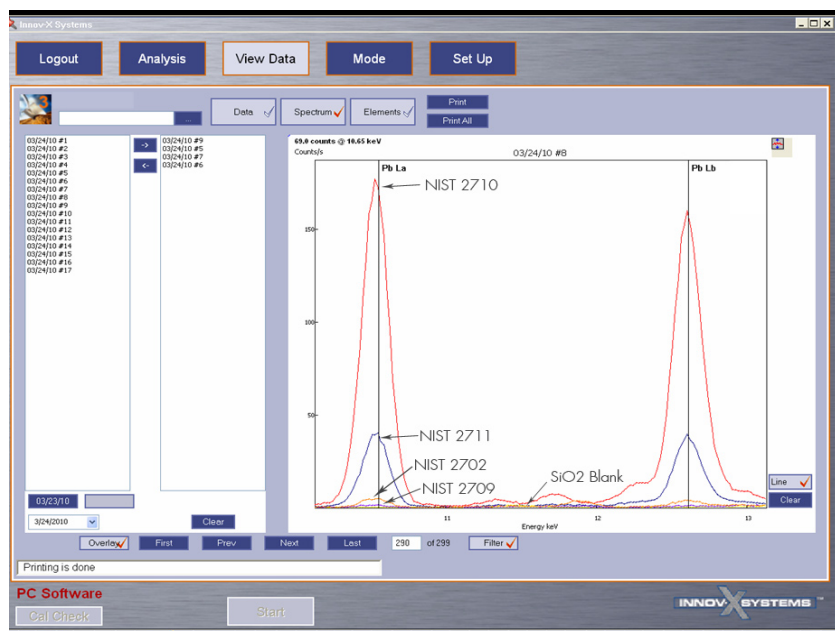 Innov-X Systems
Logout Analysis View Data Mode Set Up
3
... Data Spectrum Elements Print
Print All
03/24/10 #1
03/24/10 #2
03/24/10 #3
03/24/10 #4
03/24/10 #5
03/24/10 #6
03/24/10 #7
03/24/10 #8
03/24/10 #9
03/24/10 #10
03/24/10 #11
03/24/10 #12
03/24/10 #13
03/24/10 #14
03/24/10 #15
03/24/10 #16
03/24/10 #17
->
<-
03/24/10 #9
03/24/10 #5
03/24/10 #7
03/24/10 #6
69.0 counts @ 10.65 keV
Counts/s
03/24/10 #8
Pb La
Pb Lb
NIST 2710
150
100
50
NIST 2711
NIST 2702
NIST 2709
SiO2 Blank
11 12 13
Energy keV
Line
Clear
03/23/10
3/24/2010
Clear
Overlay First Prev Next Last 290 of 299 Filter
Printing is done
PC Software
Cal Check
Start
INNOV-X SYSTEMS